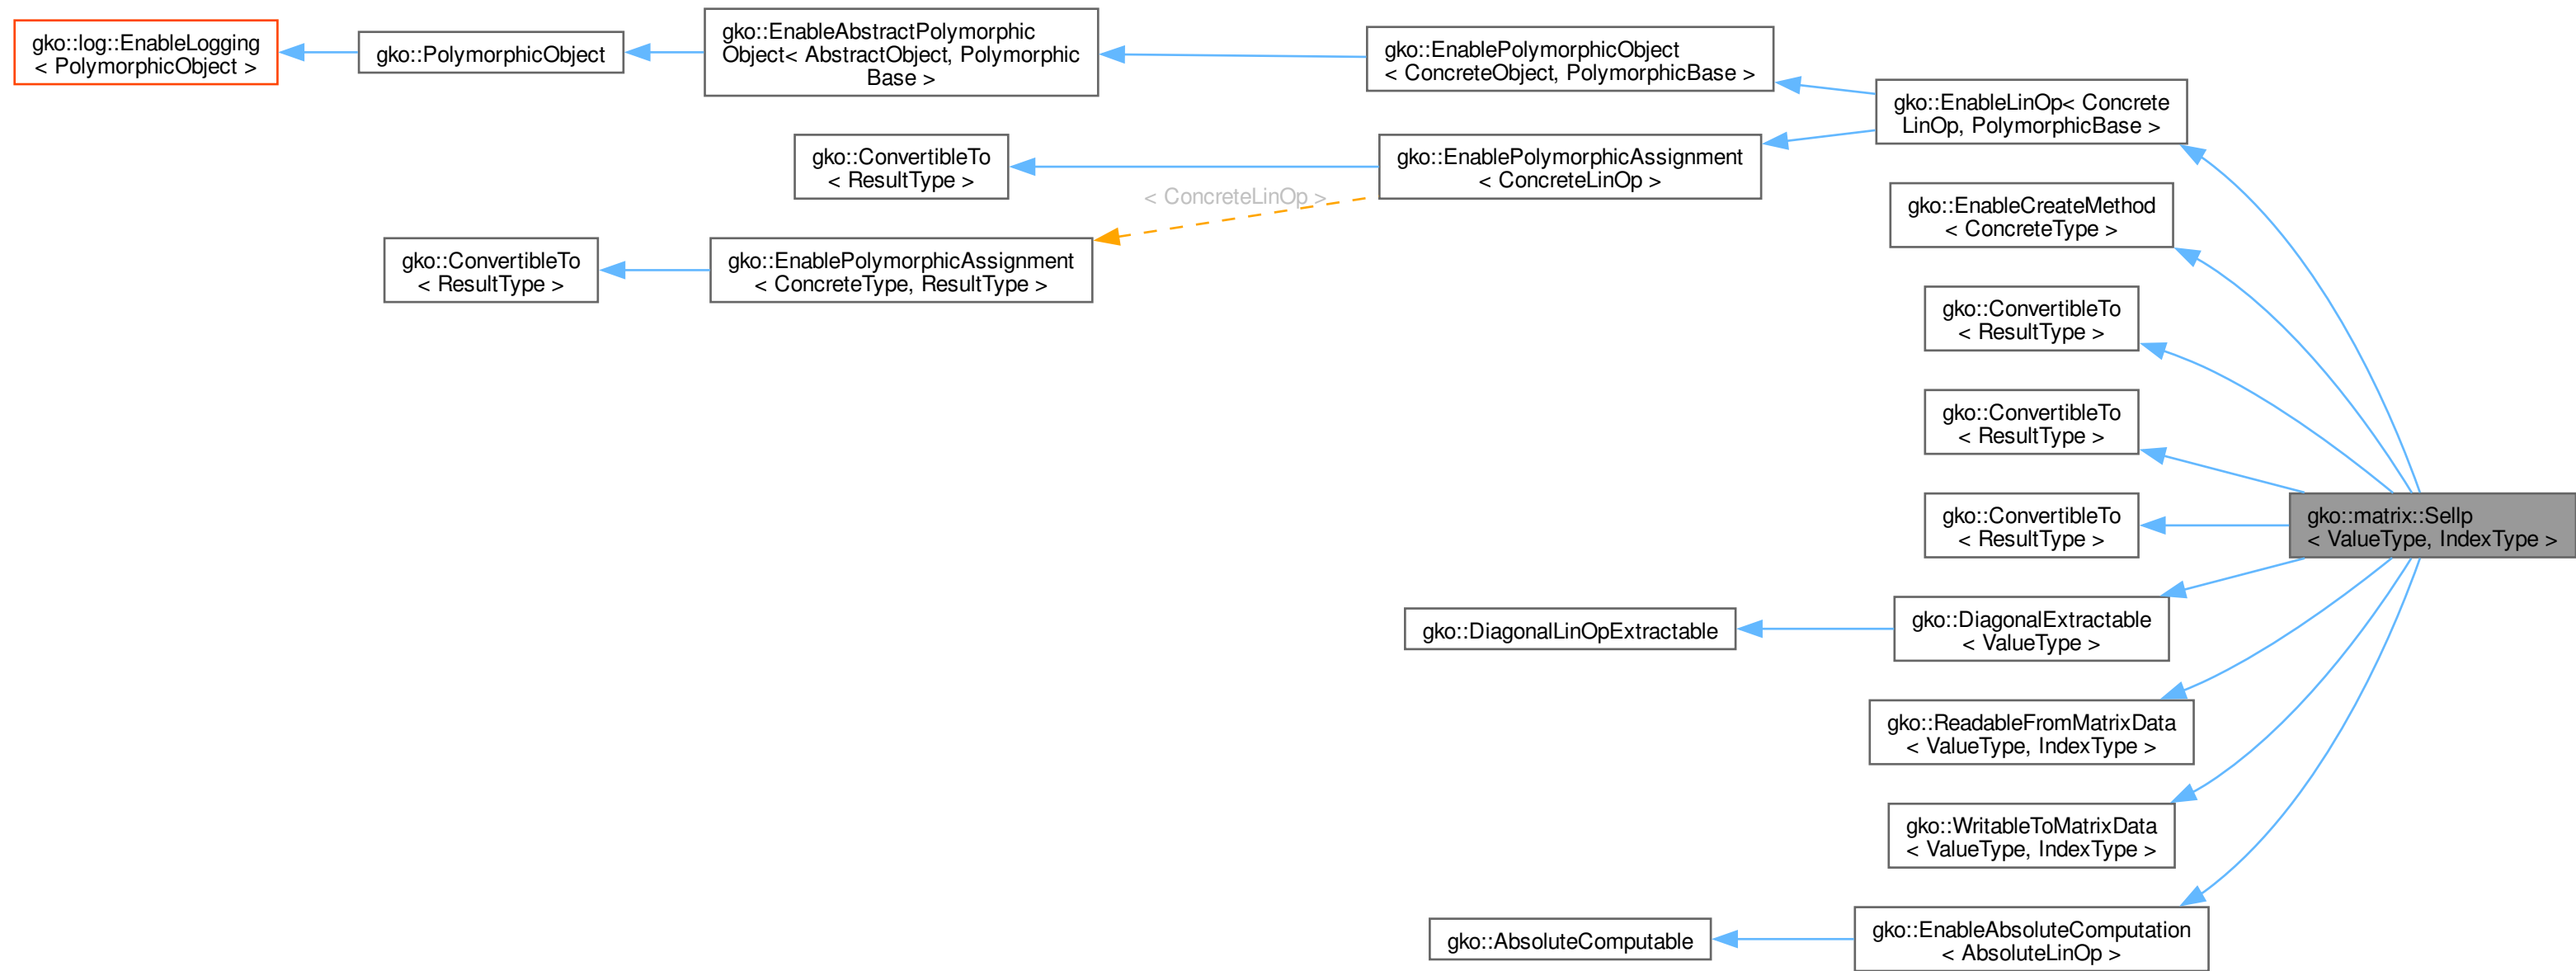 gko::log::EnableLogging
< PolymorphicObject >
gko::PolymorphicObject
gko::EnableAbstractPolymorphic
Object< AbstractObject, Polymorphic
Base >
gko::EnablePolymorphicObject
< ConcreteObject, PolymorphicBase >
gko::EnableLinOp< Concrete
LinOp, PolymorphicBase >
gko::ConvertibleTo
< ResultType >
gko::EnablePolymorphicAssignment
< ConcreteLinOp >
< ConcreteLinOp >
gko::ConvertibleTo
< ResultType >
gko::EnablePolymorphicAssignment
< ConcreteType, ResultType >
gko::EnableCreateMethod
< ConcreteType >
gko::ConvertibleTo
< ResultType >
gko::ConvertibleTo
< ResultType >
gko::ConvertibleTo
< ResultType >
gko::matrix::Sellp
< ValueType, IndexType >
gko::DiagonalLinOpExtractable
gko::DiagonalExtractable
< ValueType >
gko::ReadableFromMatrixData
< ValueType, IndexType >
gko::WritableToMatrixData
< ValueType, IndexType >
gko::AbsoluteComputable
gko::EnableAbsoluteComputation
< AbsoluteLinOp >